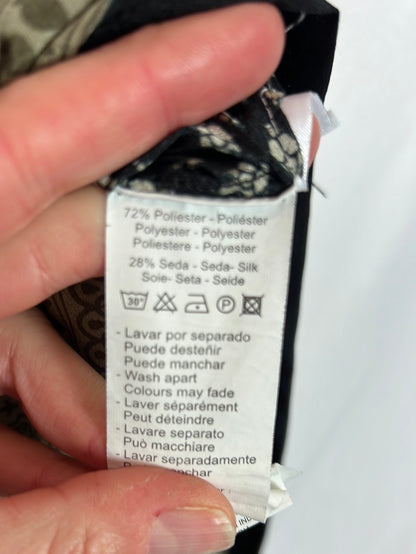 72% Poliester - Poliéster
Polyester - Polyester
Poliestere - Polyester
28% Seda - Seda- Silk
Soie- Seta - Seide
30°
P
- Lavar por separado
Puede desteñir
Puede manchar
- Wash apart
Colours may fade
- Laver séparément
Peut déteindre
- Lavare separato
Può macchiare
- Lavar separadamente
IND